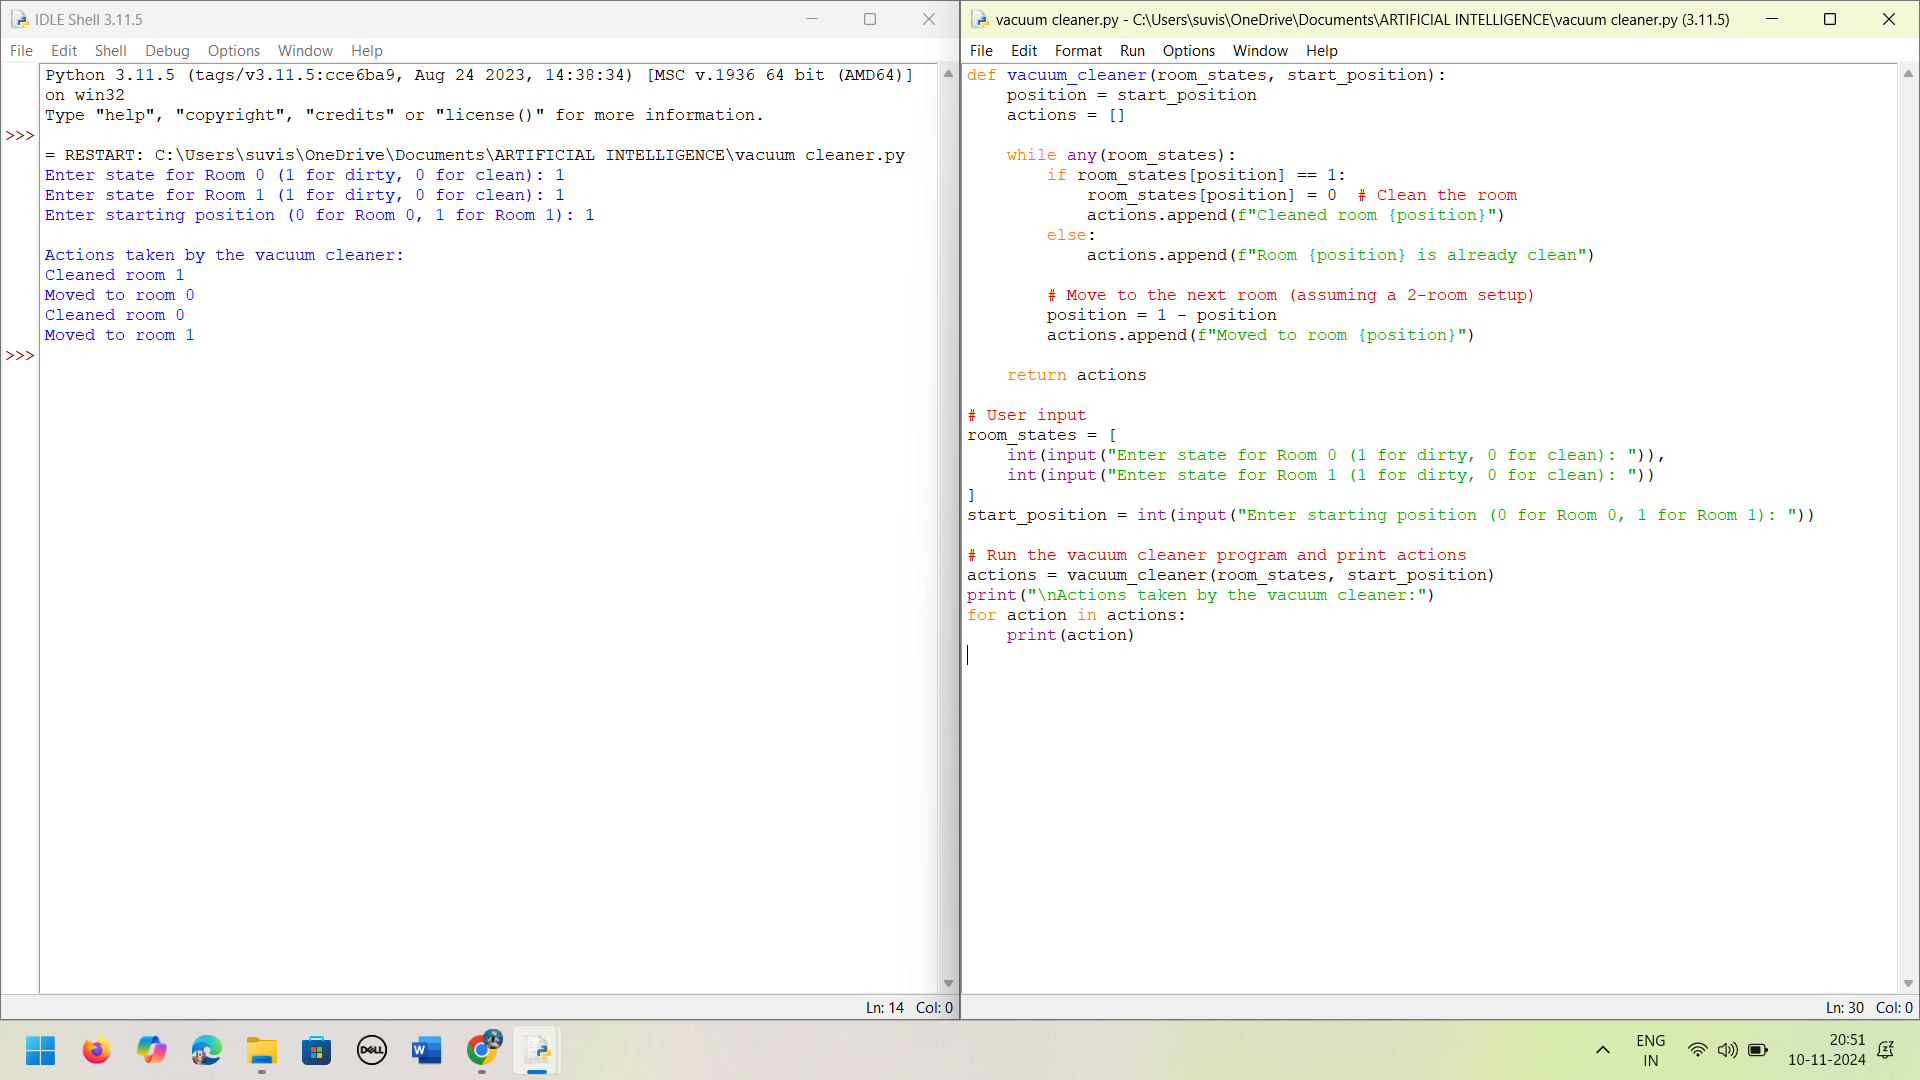 IDLE Shell 3.11.5
File Edit Shell Debug Options Window Help
Python 3.11.5 (tags/v3.11.5:cce6ba9, Aug 24 2023, 14:38:34) [MSC v.1936 64 bit (AMD64)]
on win32
Type "help", "copyright", "credits" or "license()" for more information.
>>>
= RESTART: C:\Users\suvis\OneDrive\Documents\ARTIFICIAL INTELLIGENCE\vacuum cleaner.py
Enter state for Room 0 (1 for dirty, 0 for clean): 1
Enter state for Room 1 (1 for dirty, 0 for clean): 1
Enter starting position (0 for Room 0, 1 for Room 1): 1

Actions taken by the vacuum cleaner:
Cleaned room 1
Moved to room 0
Cleaned room 0
Moved to room 1
>>>
Ln: 14 Col: 0
vacuum cleaner.py - C:\Users\suvis\OneDrive\Documents\ARTIFICIAL INTELLIGENCE\vacuum cleaner.py (3.11.5)
File Edit Format Run Options Window Help
def vacuum_cleaner(room_states, start_position):
    position = start_position
    actions = []

    while any(room_states):
        if room_states[position] == 1:
            room_states[position] = 0  # Clean the room
            actions.append(f"Cleaned room {position}")
        else:
            actions.append(f"Room {position} is already clean")

        # Move to the next room (assuming a 2-room setup)
        position = 1 - position
        actions.append(f"Moved to room {position}")

    return actions

# User input
room_states = [
    int(input("Enter state for Room 0 (1 for dirty, 0 for clean): ")),
    int(input("Enter state for Room 1 (1 for dirty, 0 for clean): "))
]
start_position = int(input("Enter starting position (0 for Room 0, 1 for Room 1): "))

# Run the vacuum cleaner program and print actions
actions = vacuum_cleaner(room_states, start_position)
print("\nActions taken by the vacuum cleaner:")
for action in actions:
    print(action)
Ln: 30 Col: 0
DELL
W
ENG
IN
20:51
10-11-2024